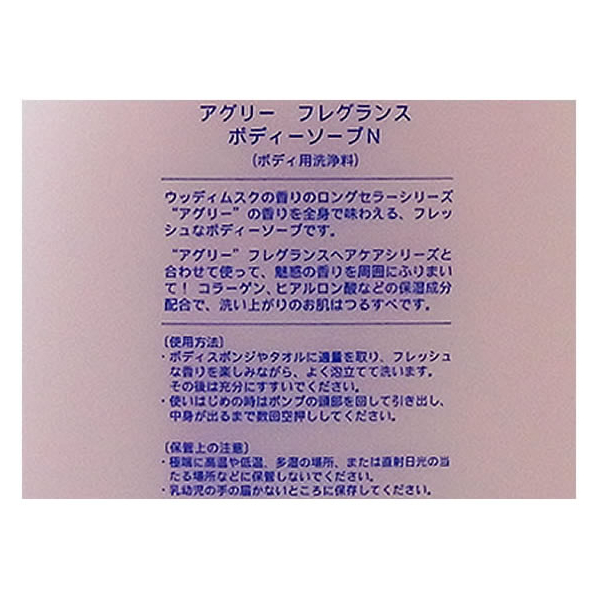 アグリー　フレグランス
ボディーソープN
（ボディ用洗浄料）
ウッディムスクの香りのロングセラーシリーズ
“アグリー”の香りを全身で味わえる、フレッ
シュなボディーソープです。
“アグリー”フレグランスヘアケアシリーズと
合わせて使って、魅惑の香りを周囲にふりまい
て！ コラーゲン、ヒアルロン酸などの保湿成分
配合で、洗い上がりのお肌はつるすべです。
〔使用方法〕
・ボディスポンジやタオルに適量を取り、フレッシュ
な香りを楽しみながら、よく泡立てて洗います。
その後は充分にすすいでください。
・使いはじめの時はポンプの頭部を回して引き出し、
中身が出るまで数回空押ししてください。
〔保管上の注意〕
・極端に高温や低温、多湿の場所、または直射日光の当
たる場所などに保管しないでください。
・乳幼児の手の届かないところに保存してください。